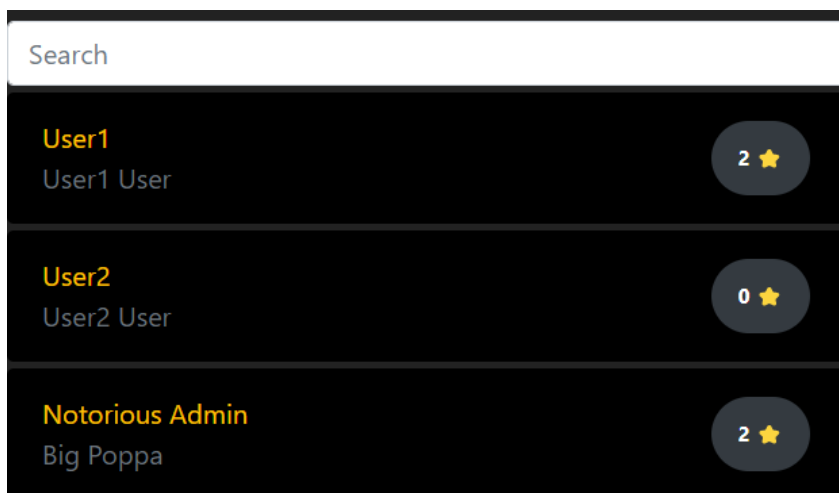 Search
User1
User1 User
2
User2
User2 User
0
Notorious Admin
Big Poppa
2